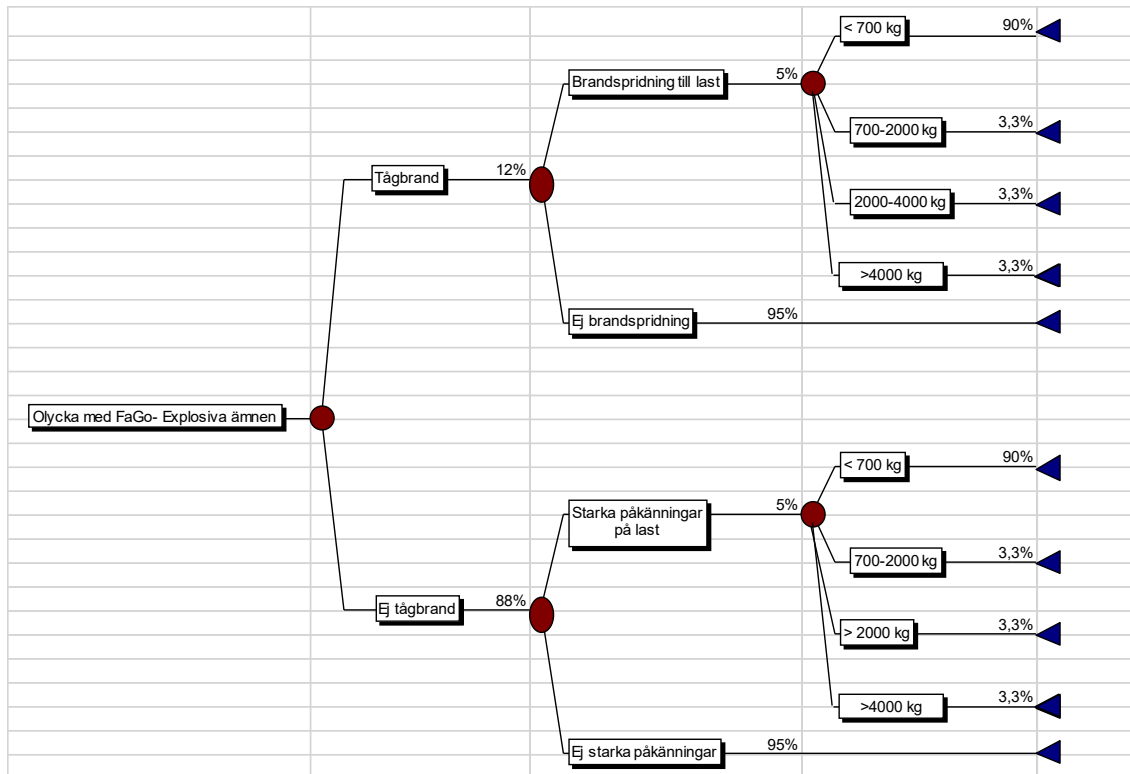 < 700 kg
90%
Brandspridning till last
5%
700-2000 kg
3,3%
Tågbrand
12%
2000-4000 kg
3,3%
>4000 kg
3,3%
Ej brandspridning
95%
Olycka med FaGo- Explosiva ämnen
< 700 kg
90%
Starka påkänningar
på last
5%
700-2000 kg
3,3%
Ej tågbrand
88%
> 2000 kg
3,3%
>4000 kg
3,3%
Ej starka påkänningar
95%